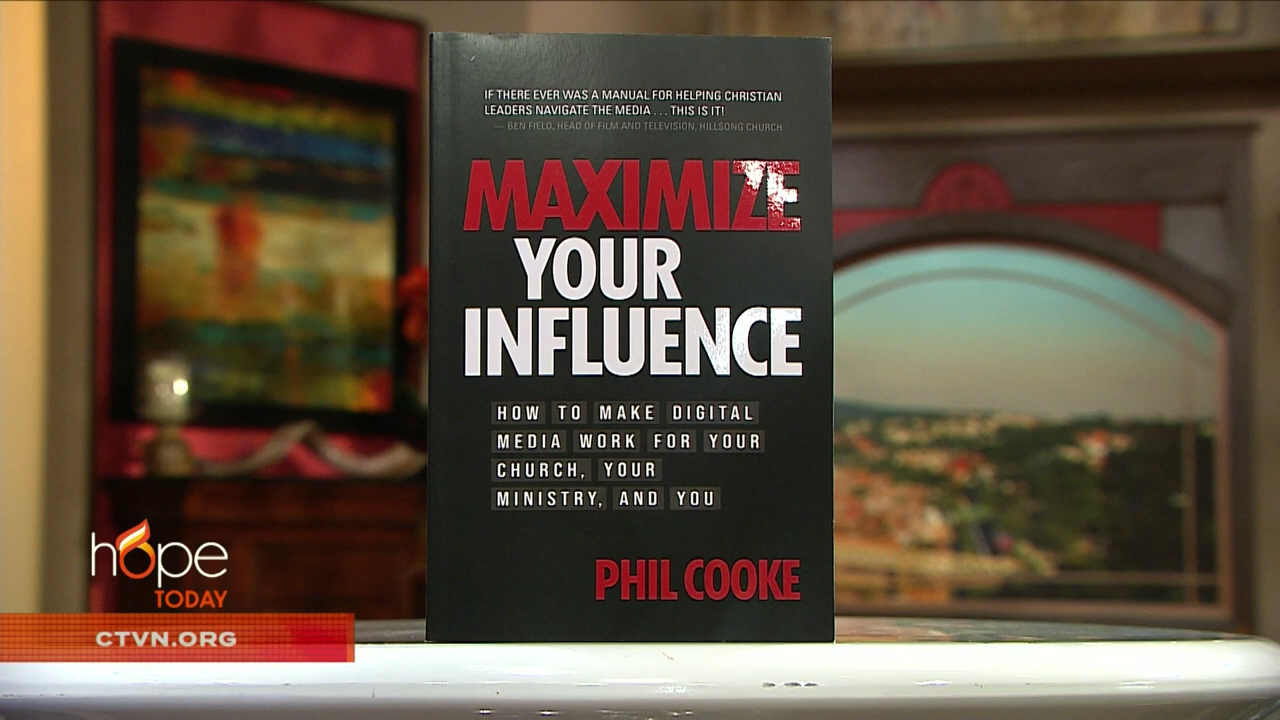 IF THERE EVER WAS A MANUAL FOR HELPING CHRISTIAN
LEADERS NAVIGATE THE MEDIA . . . THIS IS IT!
— BEN FIELD, HEAD OF FILM AND TELEVISION, HILLSONG CHURCH
MAXIMIZE
YOUR
INFLUENCE
HOW TO MAKE DIGITAL
MEDIA WORK FOR YOUR
CHURCH, YOUR
MINISTRY, AND YOU
PHIL COOKE
hope
TODAY
CTVN.ORG